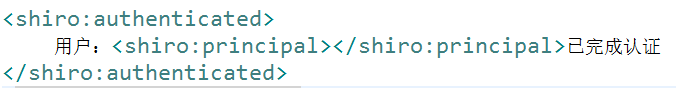 <shiro:authenticated>
用户：<shiro:principal></shiro:principal>已完成认证
</shiro:authenticated>